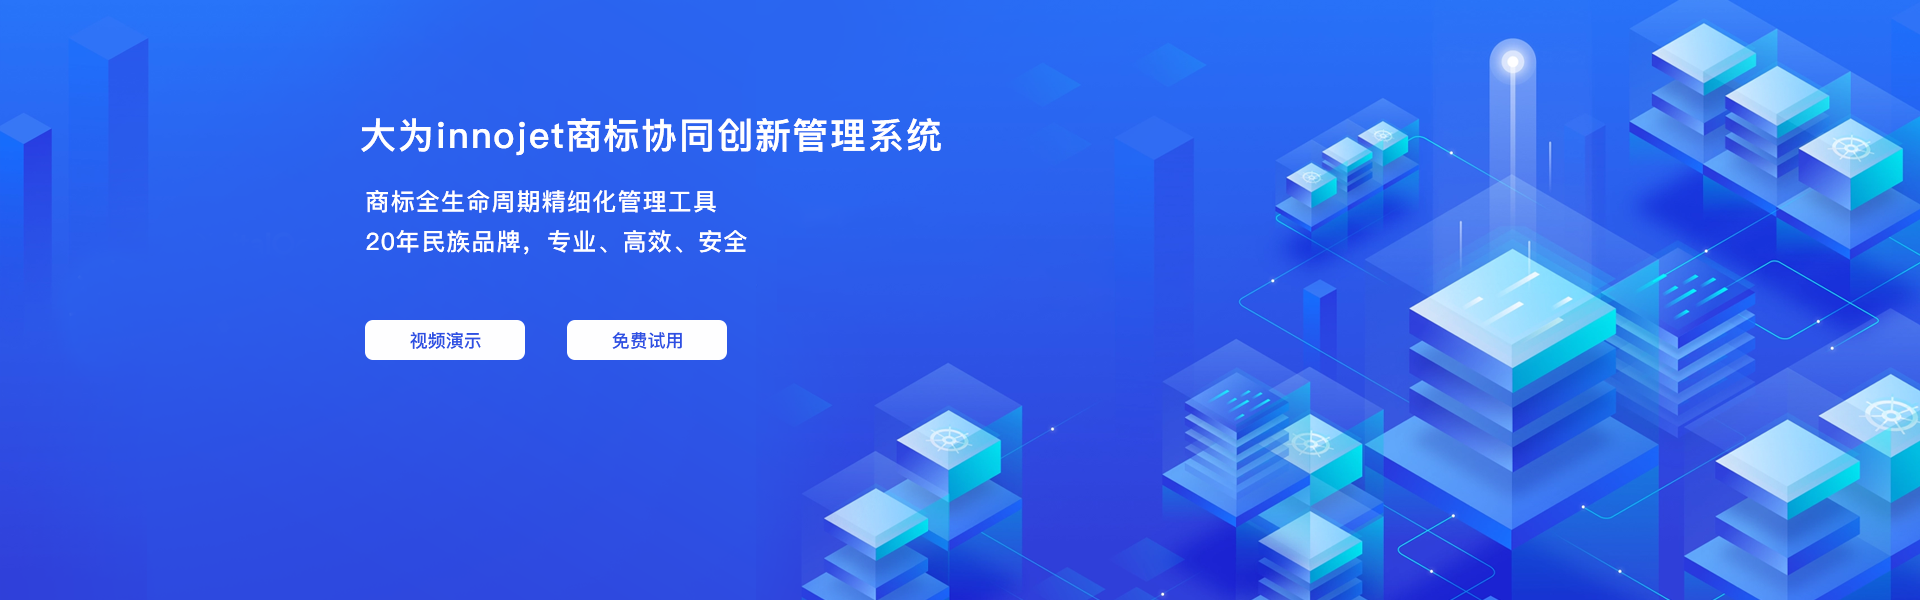 大为innojet商标协同创新管理系统
商标全生命周期精细化管理工具
20年民族品牌，专业、高效、安全
视频演示
免费试用